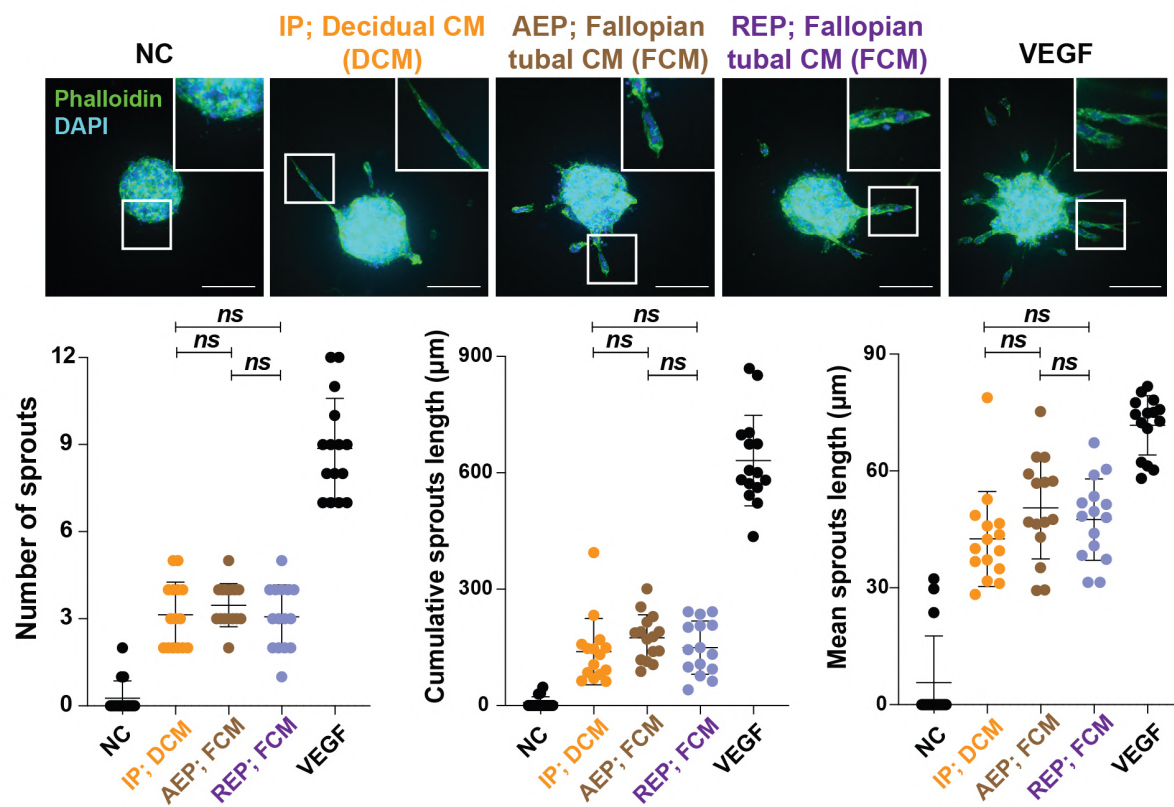 NC
IP; Decidual CM
(DCM)
AEP; Fallopian
tubal CM (FCM)
REP; Fallopian
tubal CM (FCM)
VEGF
Phalloidin
DAPI
ns
ns
ns
Number of sprouts
12
9
6
3
0
NC
IP; DCM
AEP; FCM
REP; FCM
VEGF
ns
ns
ns
Cumulative sprouts length (μm)
900
600
300
0
NC
IP; DCM
AEP; FCM
REP; FCM
VEGF
ns
ns
ns
Mean sprouts length (μm)
90
60
30
0
NC
IP; DCM
AEP; FCM
REP; FCM
VEGF